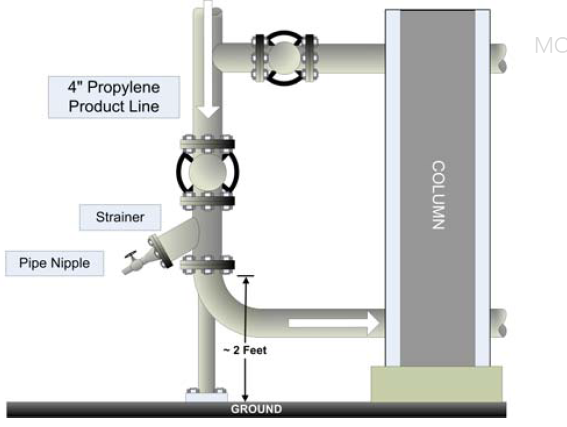 MC
4" Propylene
Product Line
COLUMN
Strainer
Pipe Nipple
~ 2 Feet
GROUND